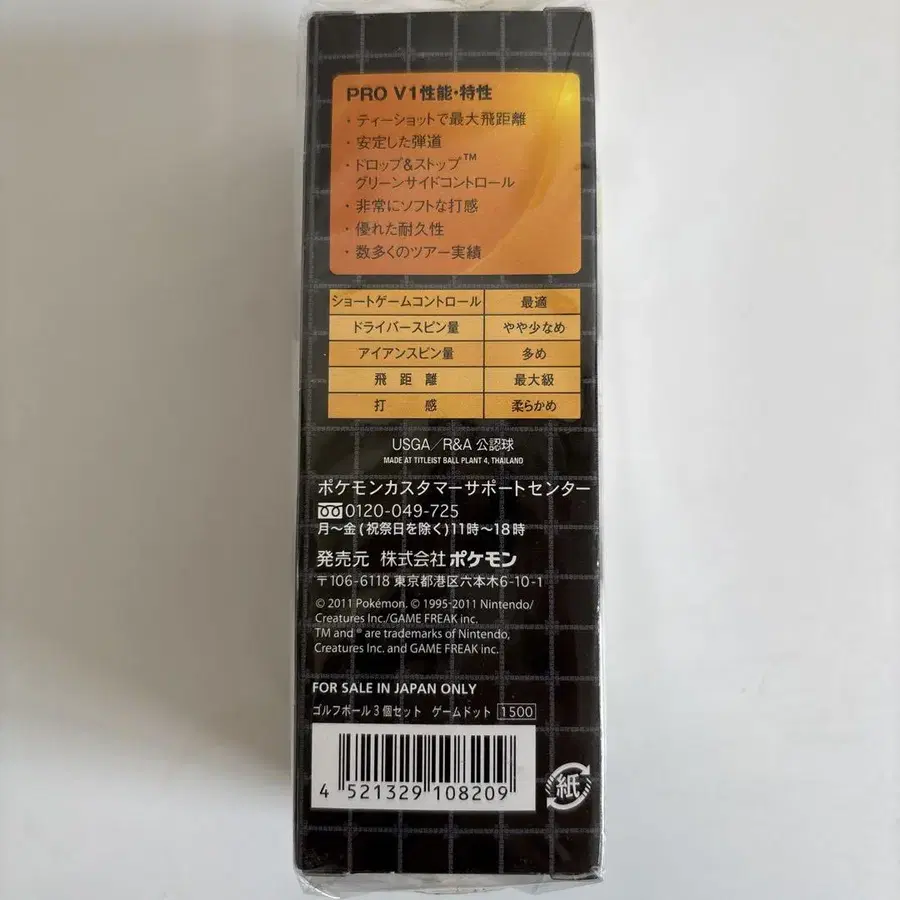 PRO V1性能・特性
・ティーショットで最大飛距離
・安定した弾道
・ドロップ&ストップ™
グリーンサイドコントロール
・非常にソフトな打感
・優れた耐久性
・数多くのツアー実績
ショートゲームコントロール 最適
ドライバースピン量 やや少なめ
アイアンスピン量 多め
飛距離 最大級
打感 柔らかめ
USGA/R&A 公認球
MADE AT TITLEIST BALL PLANT 4, THAILAND
ポケモンカスタマーサポートセンター
0120-049-725
月〜金(祝祭日を除く)11時〜18時
発売元 株式会社ポケモン
〒106-6118 東京都港区六本木6-10-1
© 2011 Pokémon. © 1995-2011 Nintendo/
Creatures Inc./GAME FREAK inc.
TM and ® are trademarks of Nintendo,
Creatures Inc. and GAME FREAK inc.
FOR SALE IN JAPAN ONLY
ゴルフボール3個セット ゲームドット 1500
4 521329 108209
紙